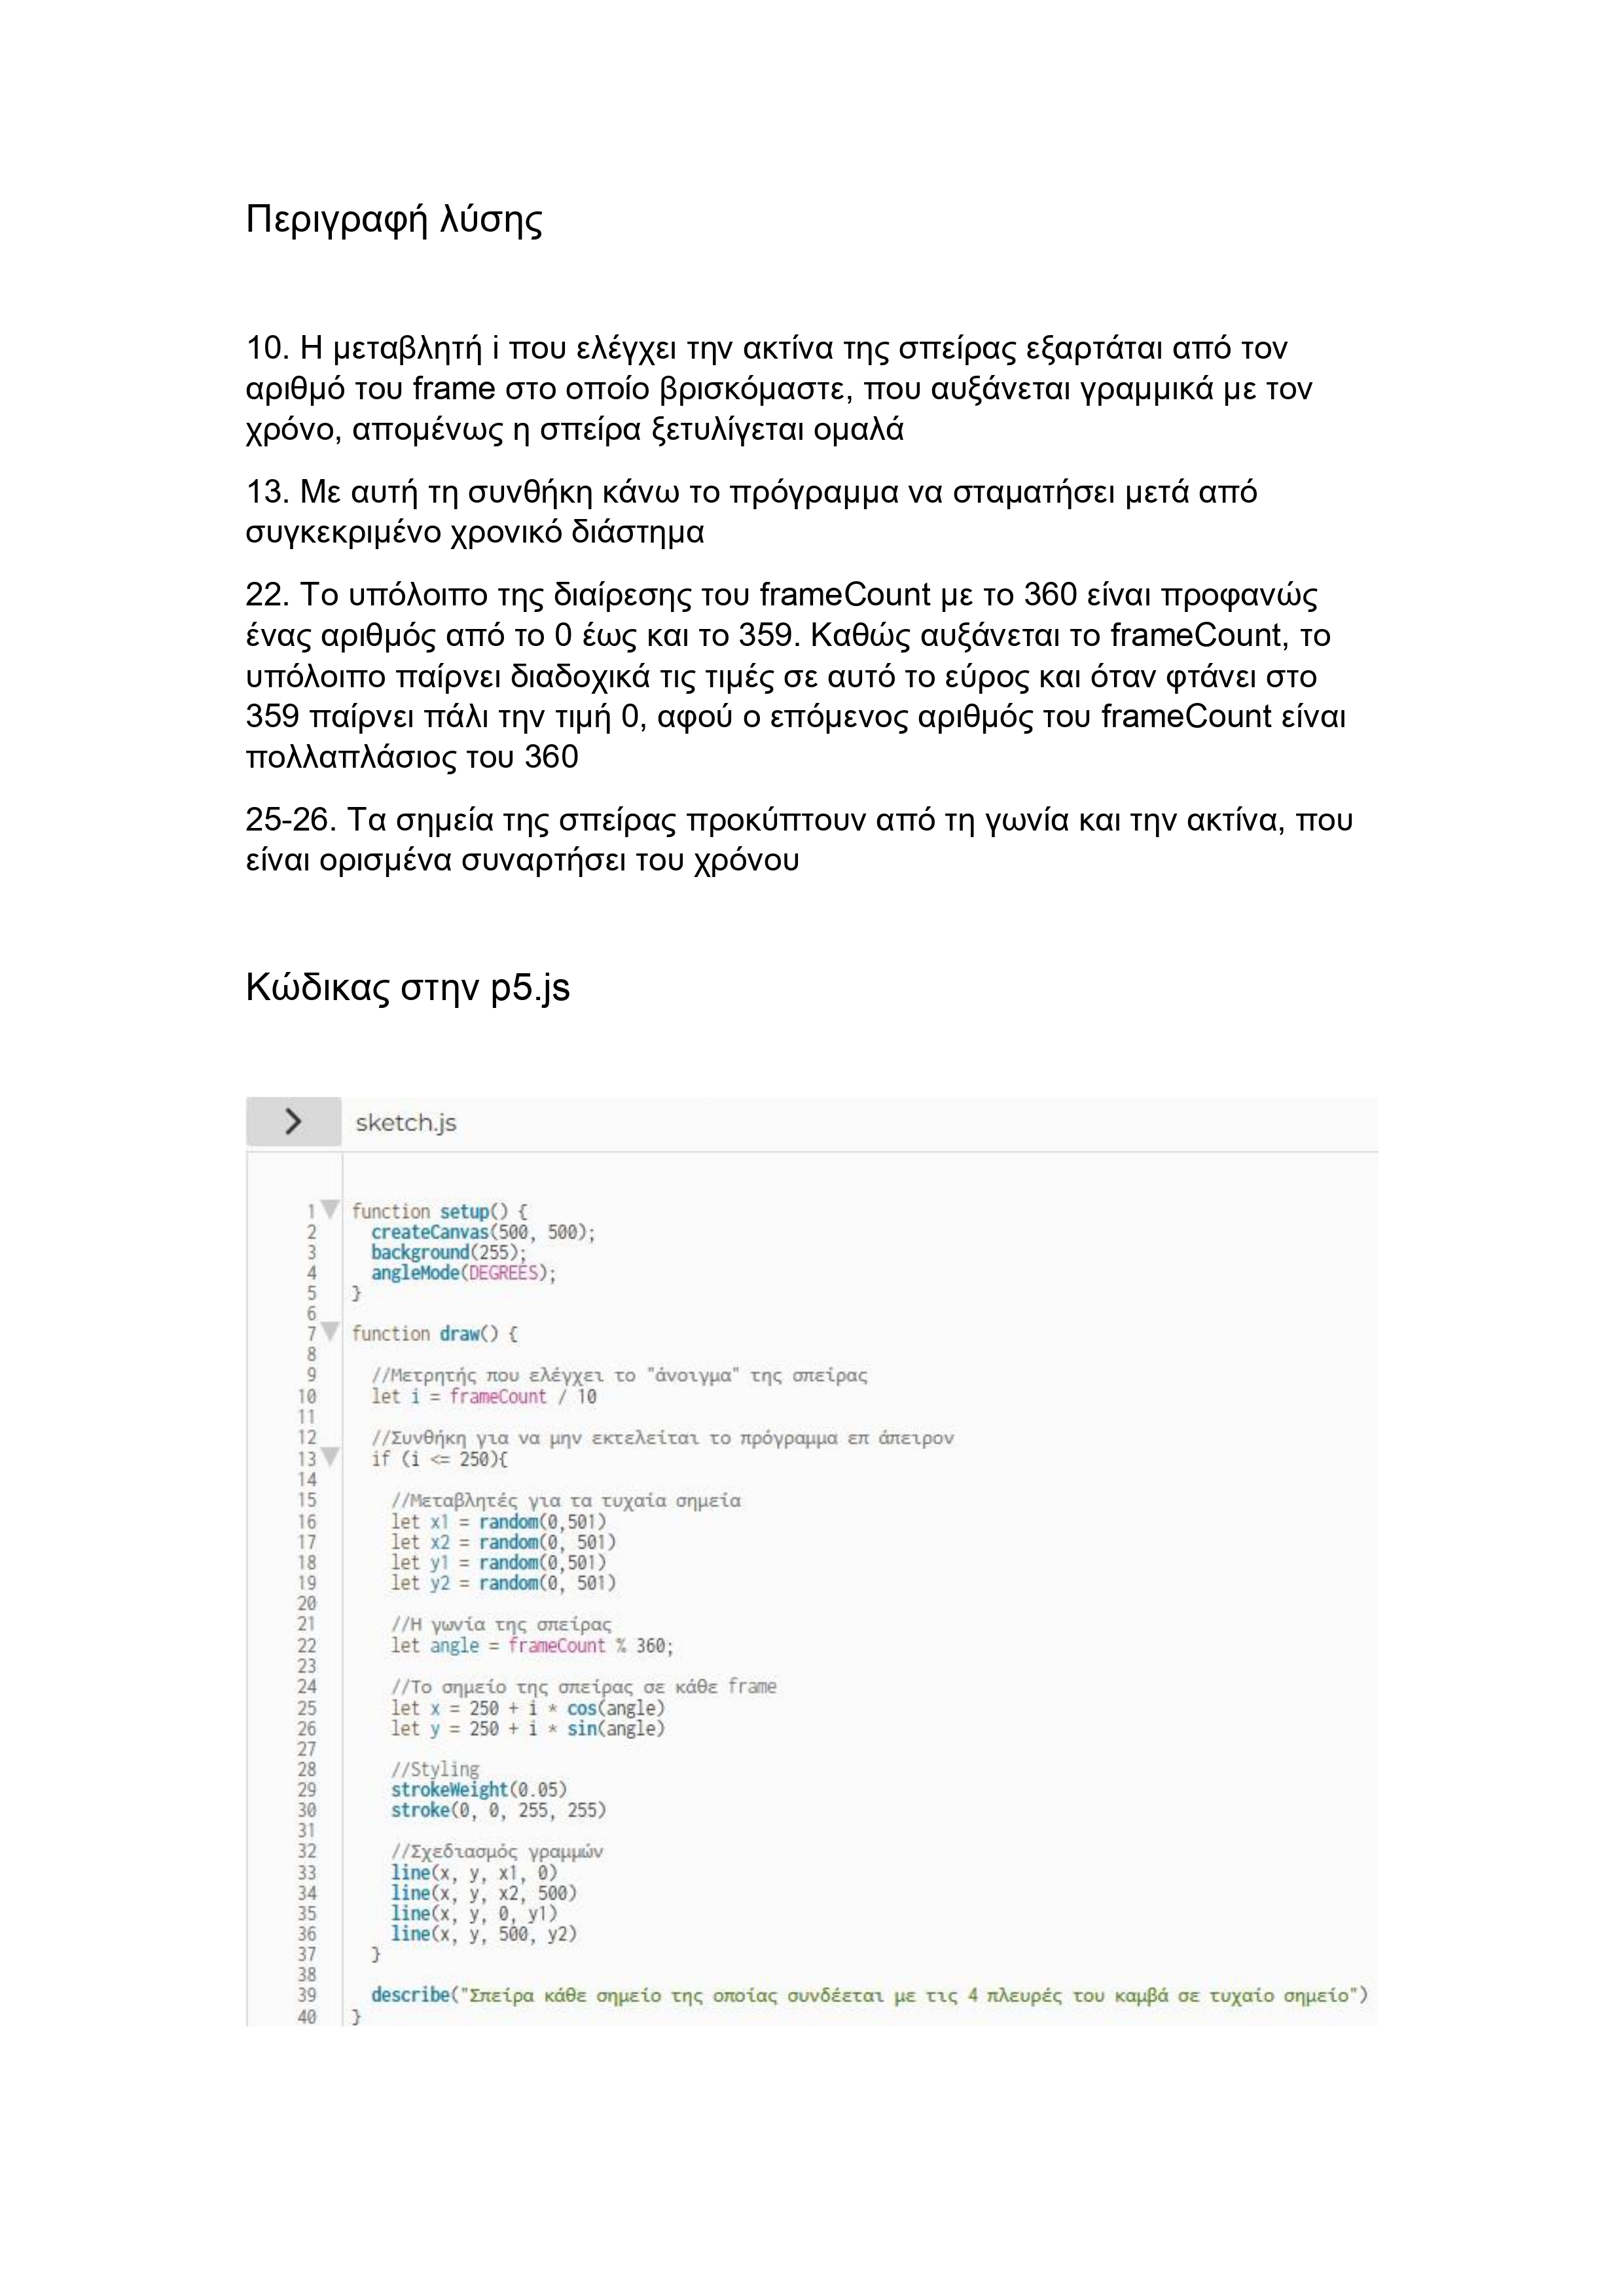 Περιγραφή λύσης
10. Η μεταβλητή i που ελέγχει την ακτίνα της σπείρας εξαρτάται από τον
αριθμό του frame στο οποίο βρισκόμαστε, που αυξάνεται γραμμικά με τον
χρόνο, απομένως η σπείρα ξετυλίγεται ομαλά
13. Με αυτή τη συνθήκη κάνω το πρόγραμμα να σταματήσει μετά από
συγκεκριμένο χρονικό διάστημα
22. Το υπόλοιπο της διαίρεσης του frameCount με το 360 είναι προφανώς
ένας αριθμός από το 0 έως και το 359. Καθώς αυξάνεται το frameCount, το
υπόλοιπο παίρνει διαδοχικά τις τιμές σε αυτό το εύρος και όταν φτάνει στο
359 παίρνει πάλι την τιμή 0, αφού ο επόμενος αριθμός του frameCount είναι
πολλαπλάσιος του 360
25-26. Τα σημεία της σπείρας προκύπτουν από τη γωνία και την ακτίνα, που
είναι ορισμένα συναρτήσει του χρόνου
Κώδικας στην p5.js
sketch.js
1 function setup() {
2 createCanvas(500, 500);
3 background(255);
4 angleMode(DEGREES);
5 }
6
7 function draw() {
8
9 //Μετρητής που ελέγχει το "άνοιγμα" της σπείρας
10 let i = frameCount / 10
11
12 //Συνθήκη για να μην εκτελείται το πρόγραμμα επ άπειρον
13 if (i <= 250){
14
15 //Μεταβλητές για τα τυχαία σημεία
16 let x1 = random(0,501)
17 let x2 = random(0, 501)
18 let y1 = random(0,501)
19 let y2 = random(0, 501)
20
21 //Η γωνία της σπείρας
22 let angle = frameCount % 360;
23
24 //Το σημείο της σπείρας σε κάθε frame
25 let x = 250 + i * cos(angle)
26 let y = 250 + i * sin(angle)
27
28 //Styling
29 strokeWeight(0.05)
30 stroke(0, 0, 255, 255)
31
32 //Σχεδιασμός γραμμών
33 line(x, y, x1, 0)
34 line(x, y, x2, 500)
35 line(x, y, 0, y1)
36 line(x, y, 500, y2)
37 }
38
39 describe("Σπείρα κάθε σημείο της οποίας συνδέεται με τις 4 πλευρές του καμβά σε τυχαίο σημείο")
40 }